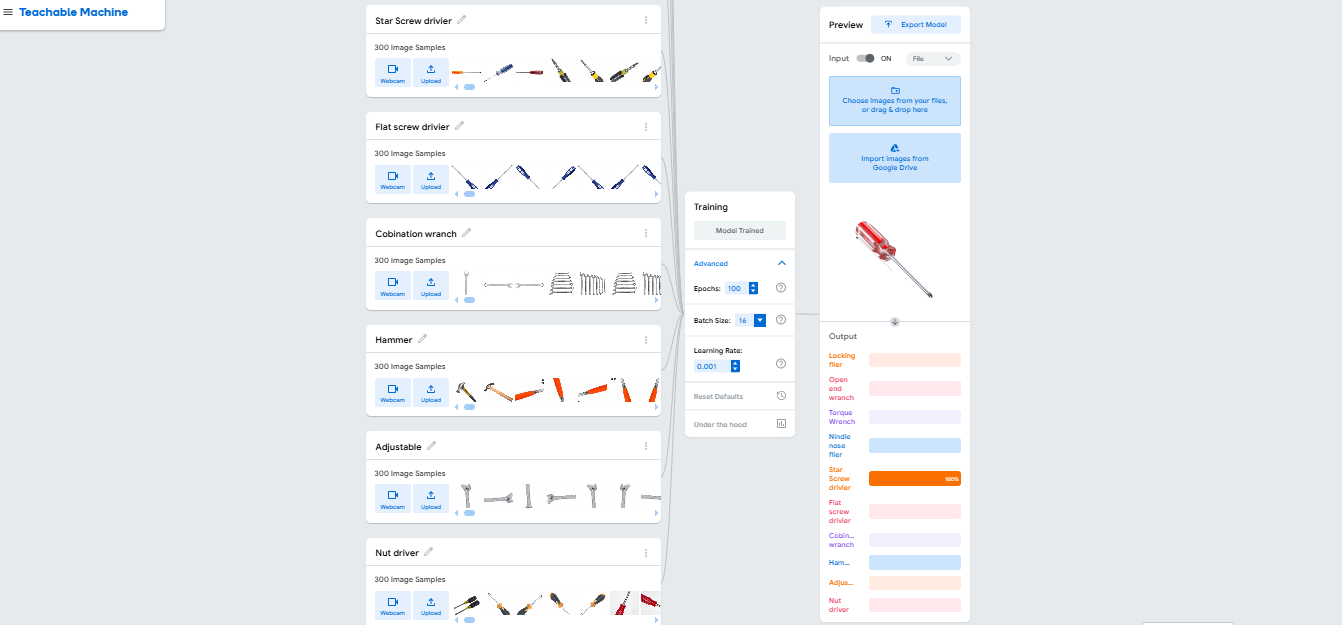 Teachable Machine
Star Screw drivier
300 Image Samples
Webcam
Upload
Flat screw drivier
300 Image Samples
Webcam
Upload
Cobination wranch
300 Image Samples
Webcam
Upload
Hammer
300 Image Samples
Webcam
Upload
Adjustable
300 Image Samples
Webcam
Upload
Nut driver
300 Image Samples
Webcam
Upload
Training
Model Trained
Advanced
Epochs: 100
Batch Size: 16
Learning Rate:
0.001
Reset Defaults
Under the hood
Preview
Export Model
Input
ON
File
Choose images from your files,
or drag & drop here
Import images from
Google Drive
Output
Locking
flier
Open
end
wranch
Torque
Wrench
Nindle
nose
flier
Star
Screw
drivier
100%
Flat
screw
drivier
Cobin...
wranch
Ham...
Adjus...
Nut
driver